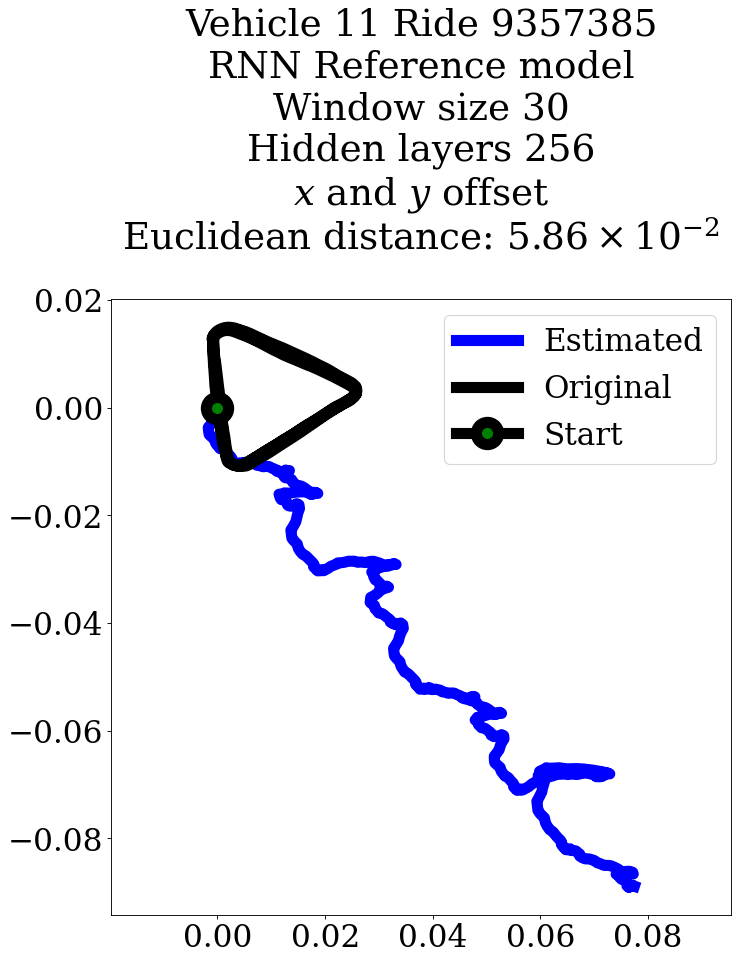 Vehicle 11 Ride 9357385
RNN Reference model
Window size 30
Hidden layers 256
x and y offset
Euclidean distance: 5.86 × 10⁻²
0.02
0.00
−0.02
−0.04
−0.06
−0.08
Estimated
Original
Start
0.00 0.02 0.04 0.06 0.08